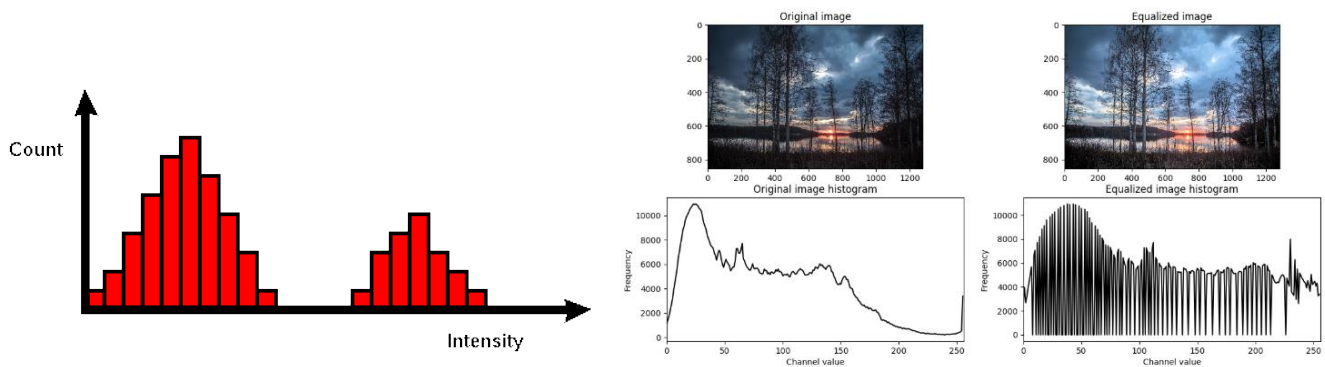 Count
Intensity
Original image
0
200
400
600
800
0 200 400 600 800 1000 1200
Equalized image
0
200
400
600
800
0 200 400 600 800 1000 1200
Original image histogram
Frequency
10000
8000
6000
4000
2000
0
0 50 100 150 200 250
Channel value
Equalized image histogram
Frequency
10000
8000
6000
4000
2000
0
0 50 100 150 200 250
Channel value